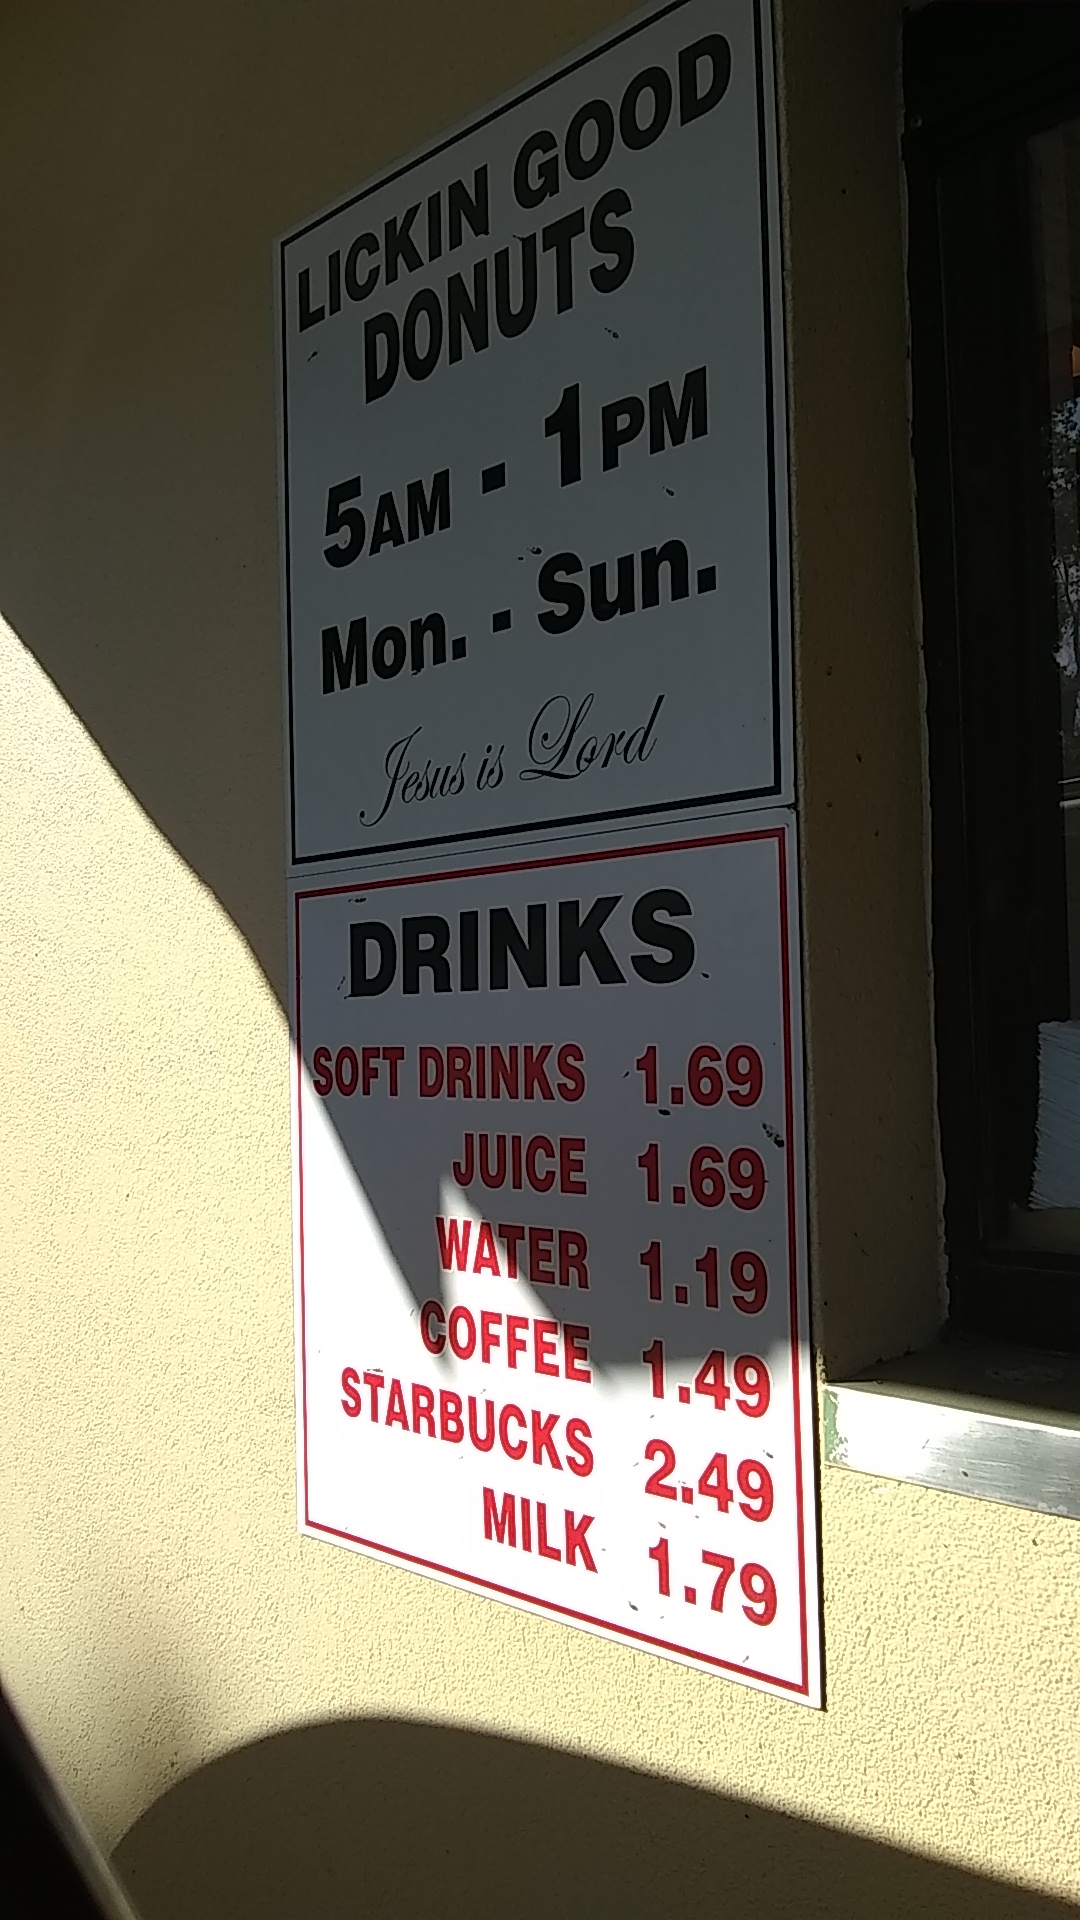 LICKIN GOOD
DONUTS
5AM - 1PM
Mon. - Sun.
Jesus is Lord
DRINKS
SOFT DRINKS 1.69
JUICE 1.69
WATER 1.19
COFFEE 1.49
STARBUCKS 2.49
MILK 1.79